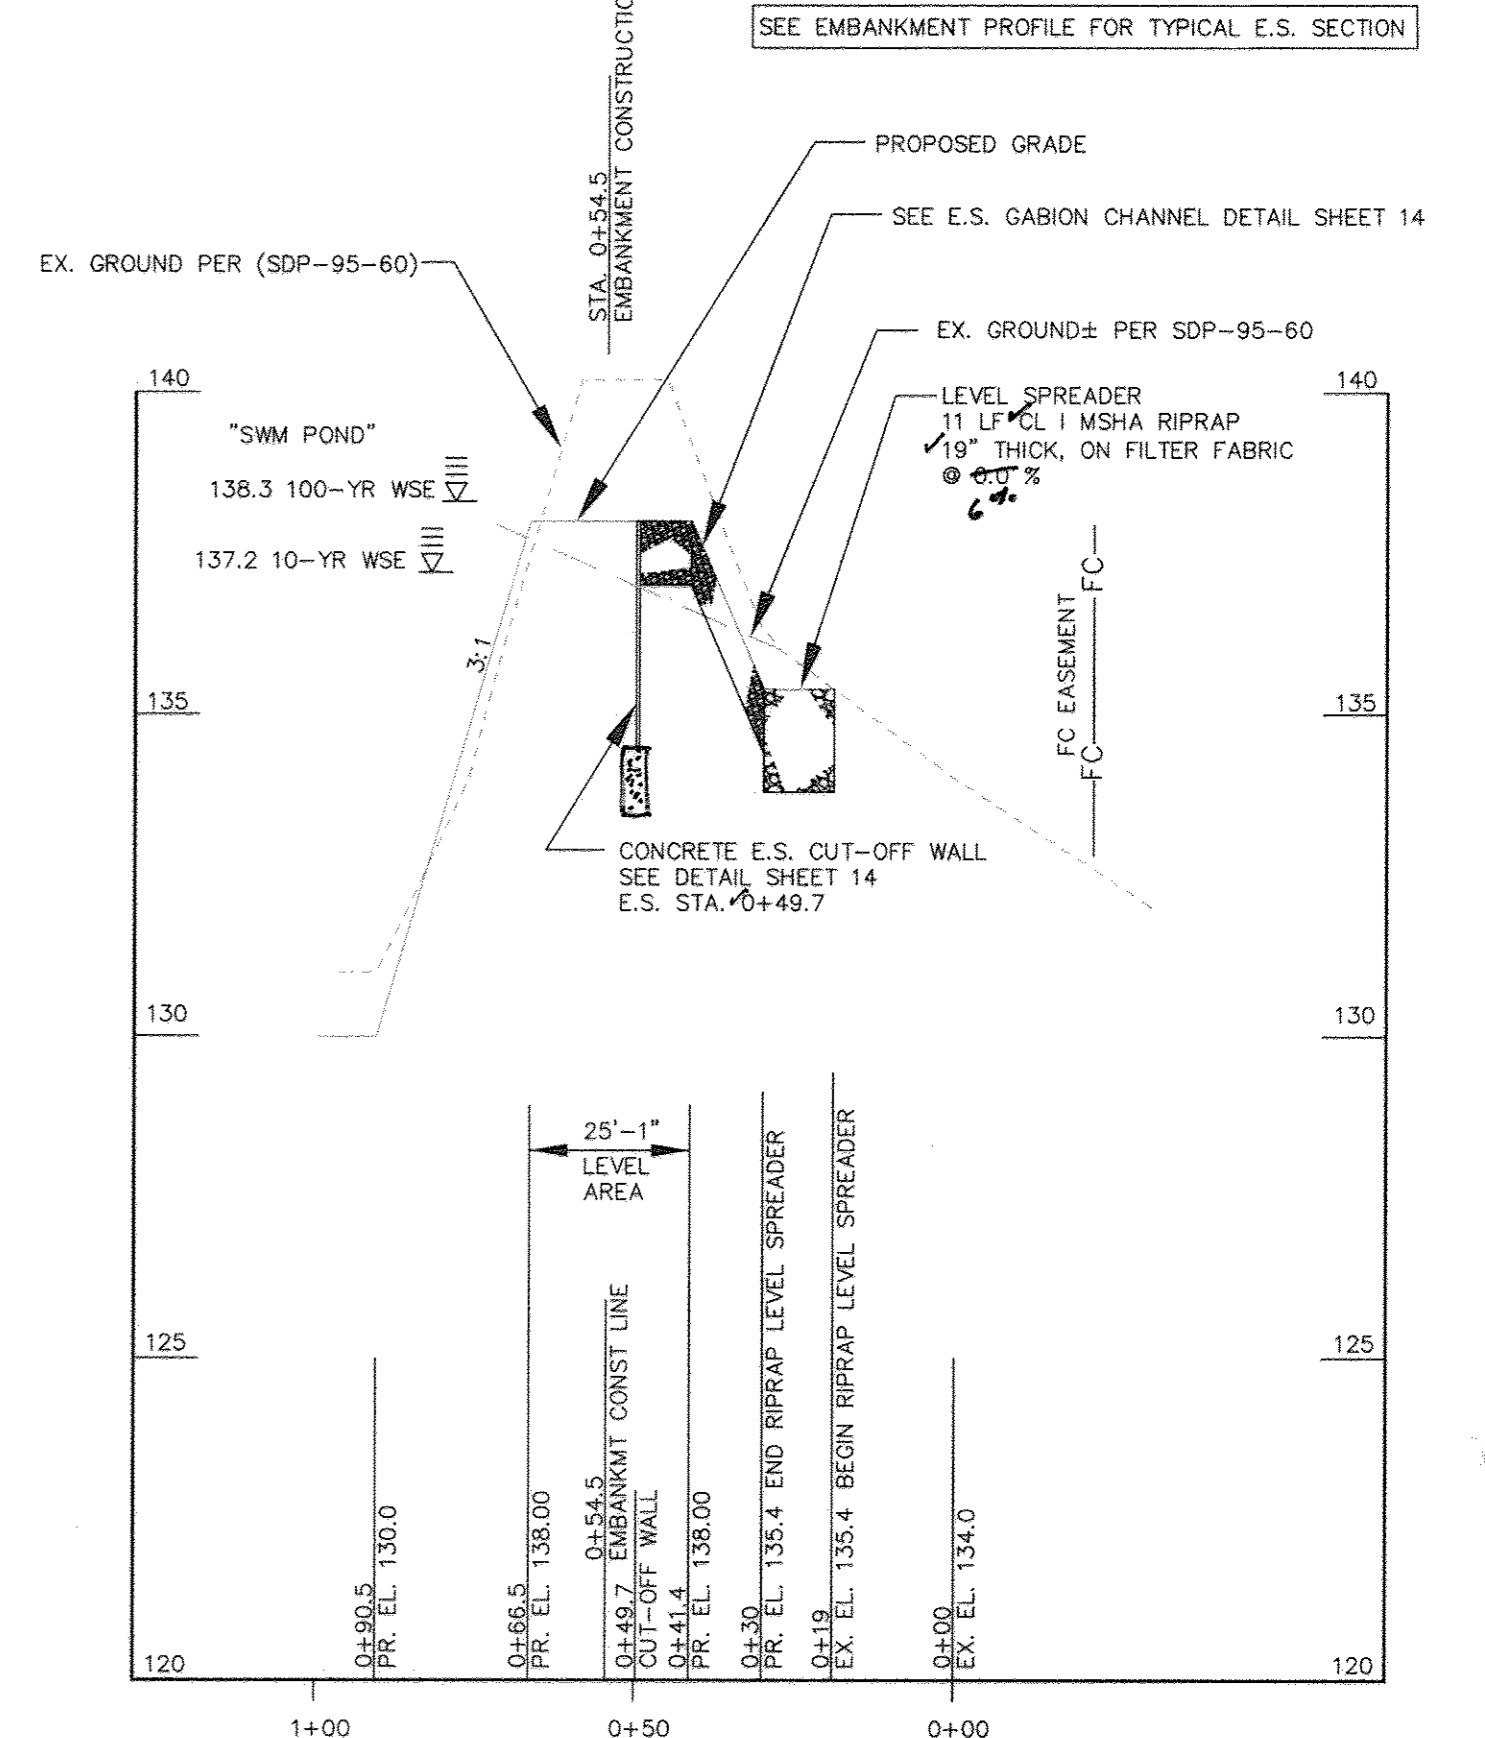 SEE EMBANKMENT PROFILE FOR TYPICAL E.S. SECTION
STA. 0+54.5
EMBANKMENT CONSTRUCTIO
PROPOSED GRADE
SEE E.S. GABION CHANNEL DETAIL SHEET 14
EX. GROUND PER (SDP-95-60)
EX. GROUND± PER SDP-95-60
140
140
LEVEL SPREADER
11 LF CL I MSHA RIPRAP
19" THICK, ON FILTER FABRIC
@ 0.0 %
6 %
"SWM POND"
138.3 100-YR WSE
137.2 10-YR WSE
3:1
FC EASEMENT
FC
FC
135
135
CONCRETE E.S. CUT-OFF WALL
SEE DETAIL SHEET 14
E.S. STA. 0+49.7
130
130
25'-1"
LEVEL
AREA
125
125
0+90.5
PR. EL. 130.0
0+66.5
PR. EL. 138.00
0+54.5
EMBANKMT CONST LINE
0+49.7
CUT-OFF WALL
0+41.4
PR. EL. 138.00
0+30
PR. EL. 135.4 END RIPRAP LEVEL SPREADER
0+19
EX. EL. 135.4 BEGIN RIPRAP LEVEL SPREADER
0+00
EX. EL. 134.0
120
120
1+00
0+50
0+00